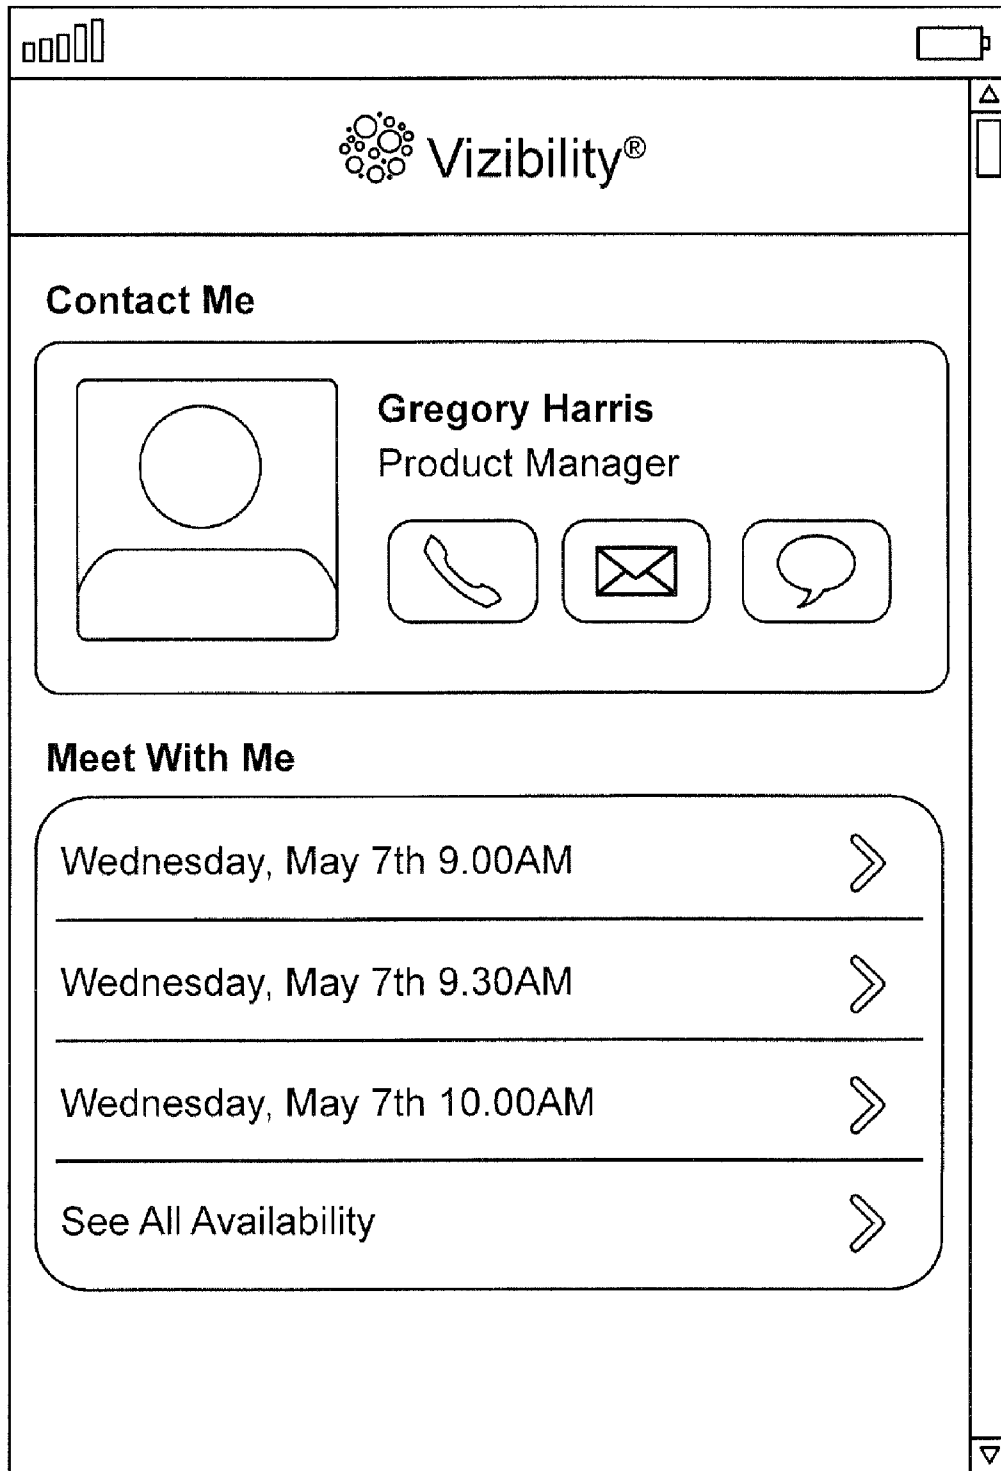 Vizibility®
Contact Me
Gregory Harris
Product Manager
Meet With Me
Wednesday, May 7th 9.00AM
Wednesday, May 7th 9.30AM
Wednesday, May 7th 10.00AM
See All Availability